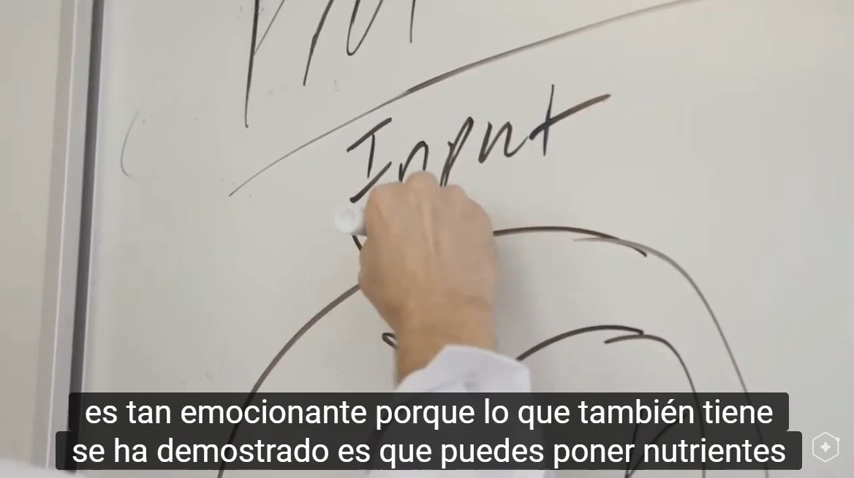 Input
es tan emocionante porque lo que también tiene
se ha demostrado es que puedes poner nutrientes